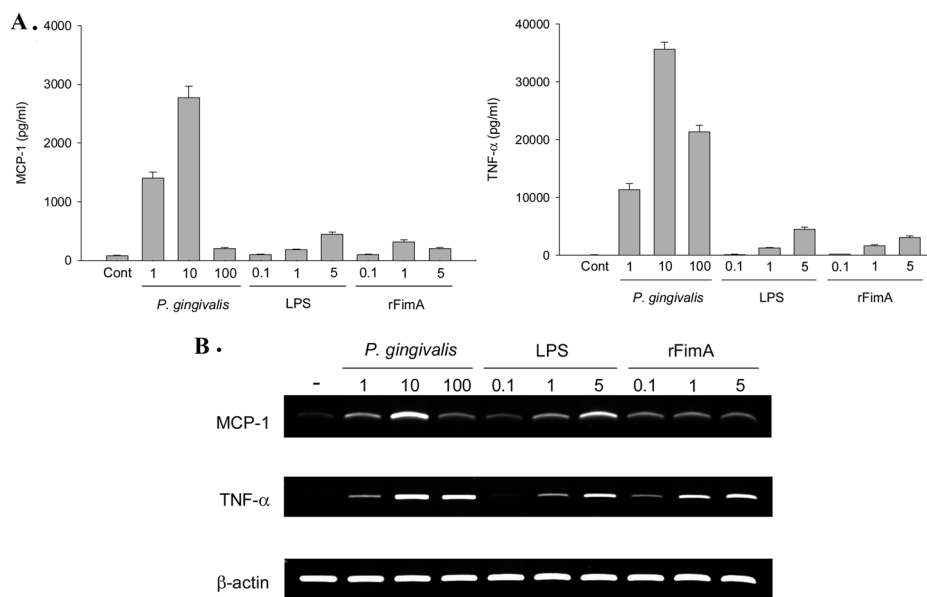 A.
MCP-1 (pg/ml)
4000
3000
2000
1000
0
Cont 1 10 100 0.1 1 5 0.1 1 5
P. gingivalis LPS rFimA
TNF-α (pg/ml)
40000
30000
20000
10000
0
Cont 1 10 100 0.1 1 5 0.1 1 5
P. gingivalis LPS rFimA
B.
P. gingivalis LPS rFimA
- 1 10 100 0.1 1 5 0.1 1 5
MCP-1
TNF-α
β-actin